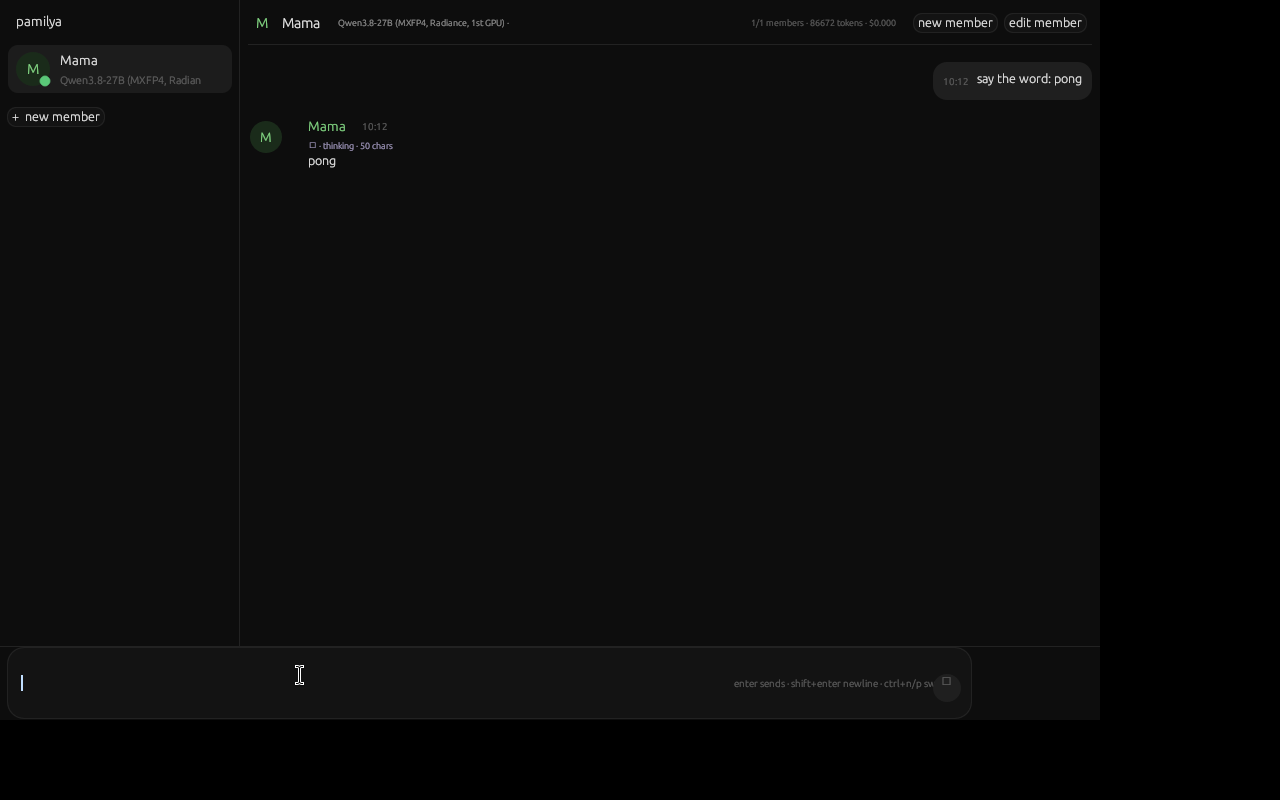 pamilya
M Mama
Qwen3.8-27B (MXFP4, Radian
+ new member
M Mama Qwen3.8-27B (MXFP4, Radiance, 1st GPU) ·
1/1 members · 86672 tokens · $0.000
new member
edit member
10:12 say the word: pong
M Mama 10:12
· thinking · 50 chars
pong
enter sends · shift+enter newline · ctrl+n/p sw